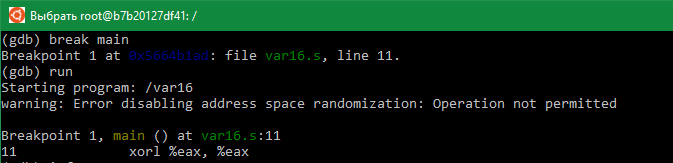 Выбрать root@b7b20127df41: /
(gdb) break main
Breakpoint 1 at 0x5664b1ad: file var16.s, line 11.
(gdb) run
Starting program: /var16
warning: Error disabling address space randomization: Operation not permitted
Breakpoint 1, main () at var16.s:11
11 xorl %eax, %eax